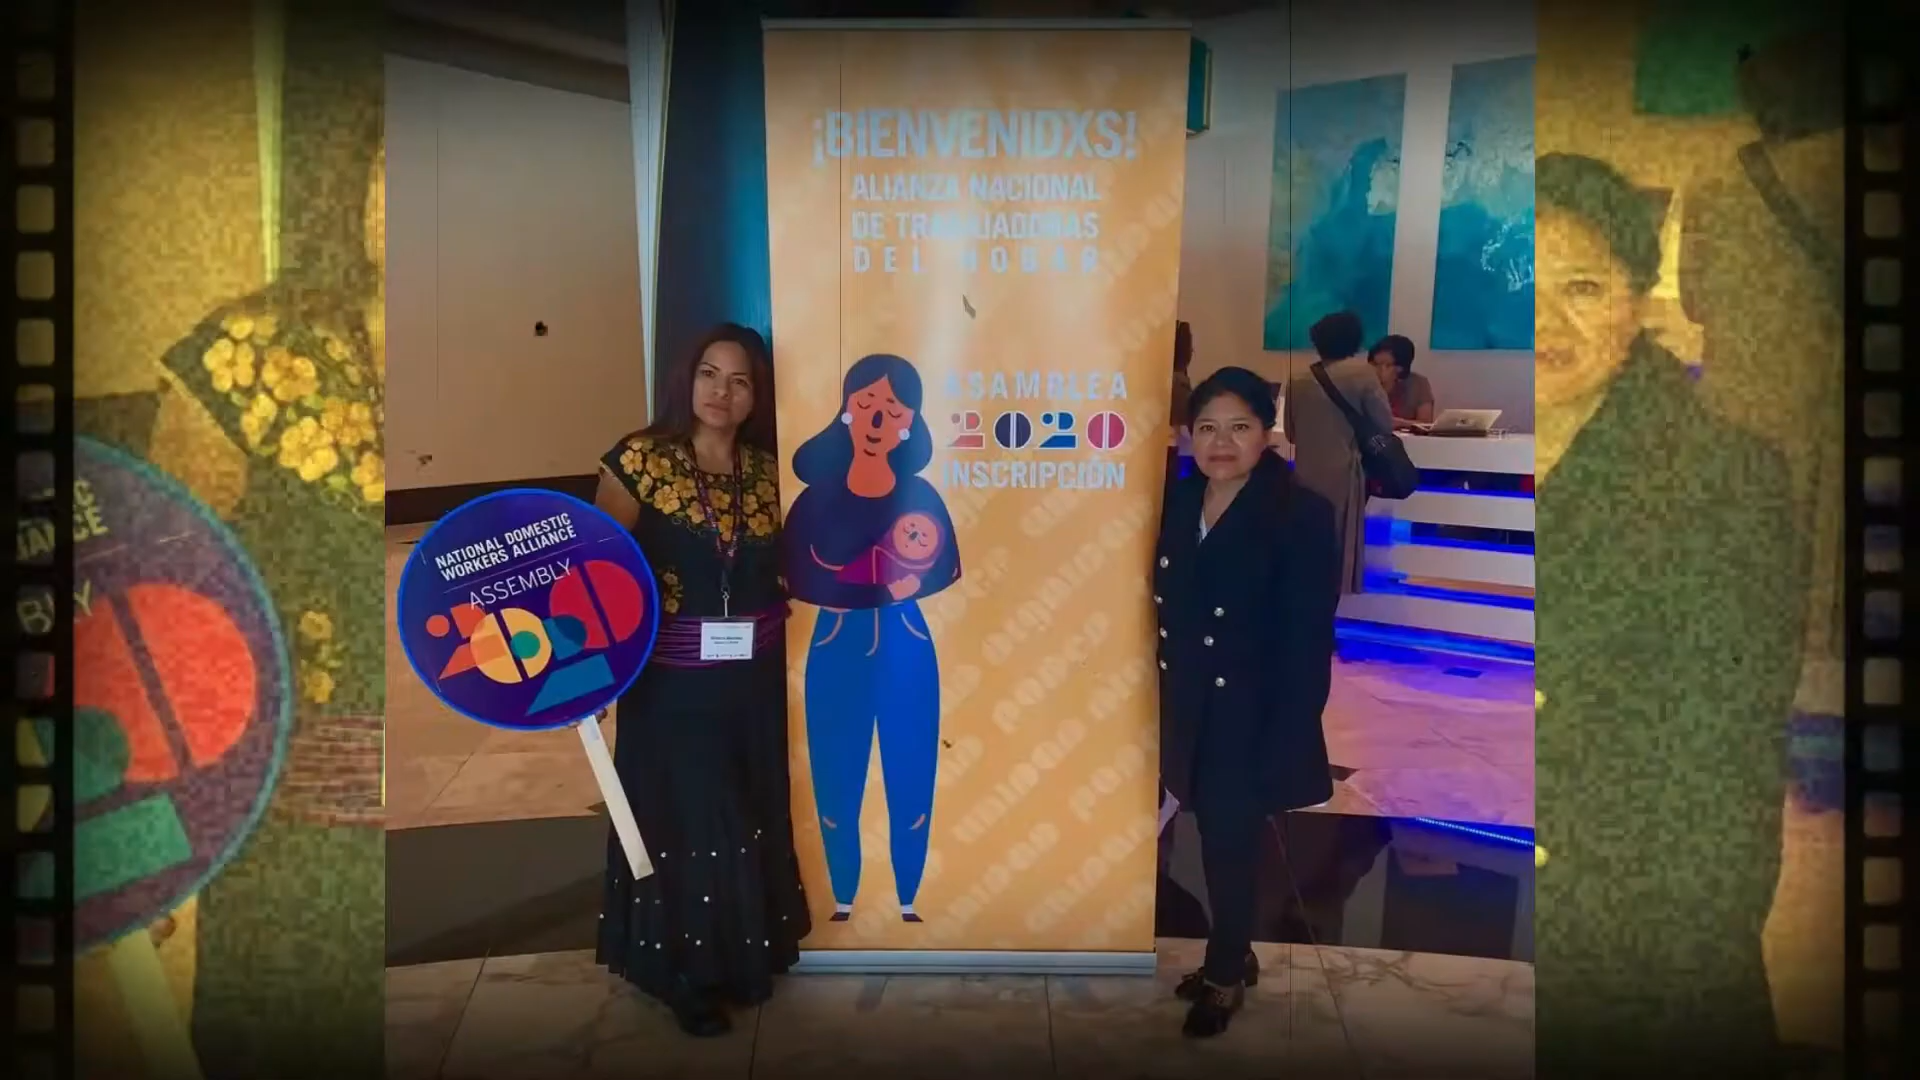 ¡BIENVENIDXS!
ALIANZA NACIONAL
DE TRABAJADORAS
DEL HOGAR
ASAMBLEA
2020
INSCRIPCIÓN
NATIONAL DOMESTIC
WORKERS ALLIANCE
ASSEMBLY
2020